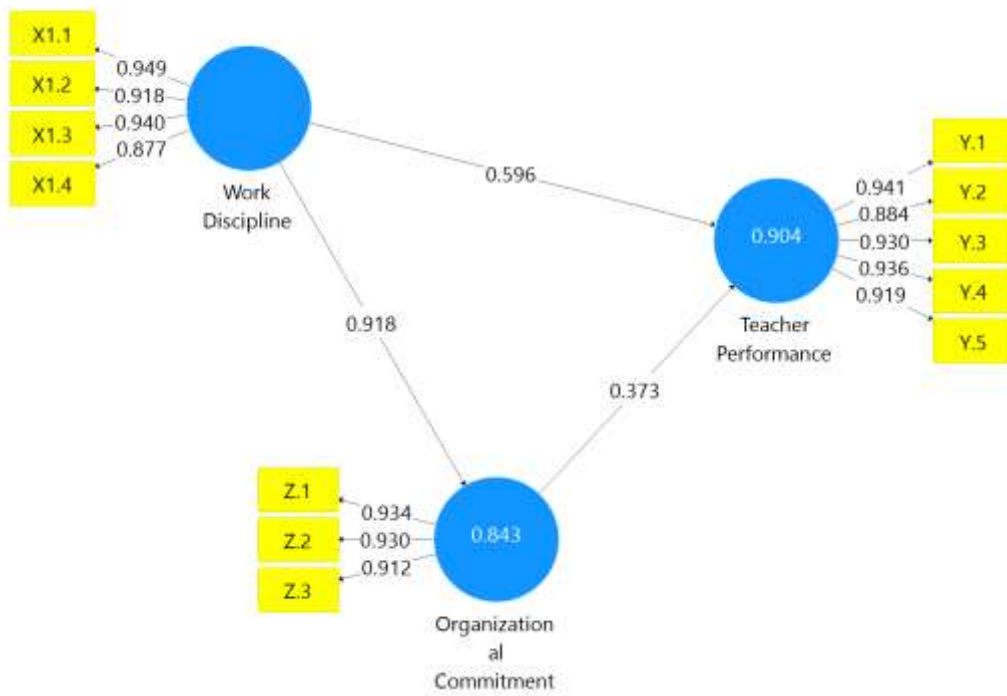 X1.1
X1.2
X1.3
X1.4
0.949
0.918
0.940
0.877
Work
Discipline
0.596
0.918
0.904
Teacher
Performance
0.941
0.884
0.930
0.936
0.919
Y.1
Y.2
Y.3
Y.4
Y.5
0.373
Z.1
Z.2
Z.3
0.934
0.930
0.912
0.843
Organization
al
Commitment